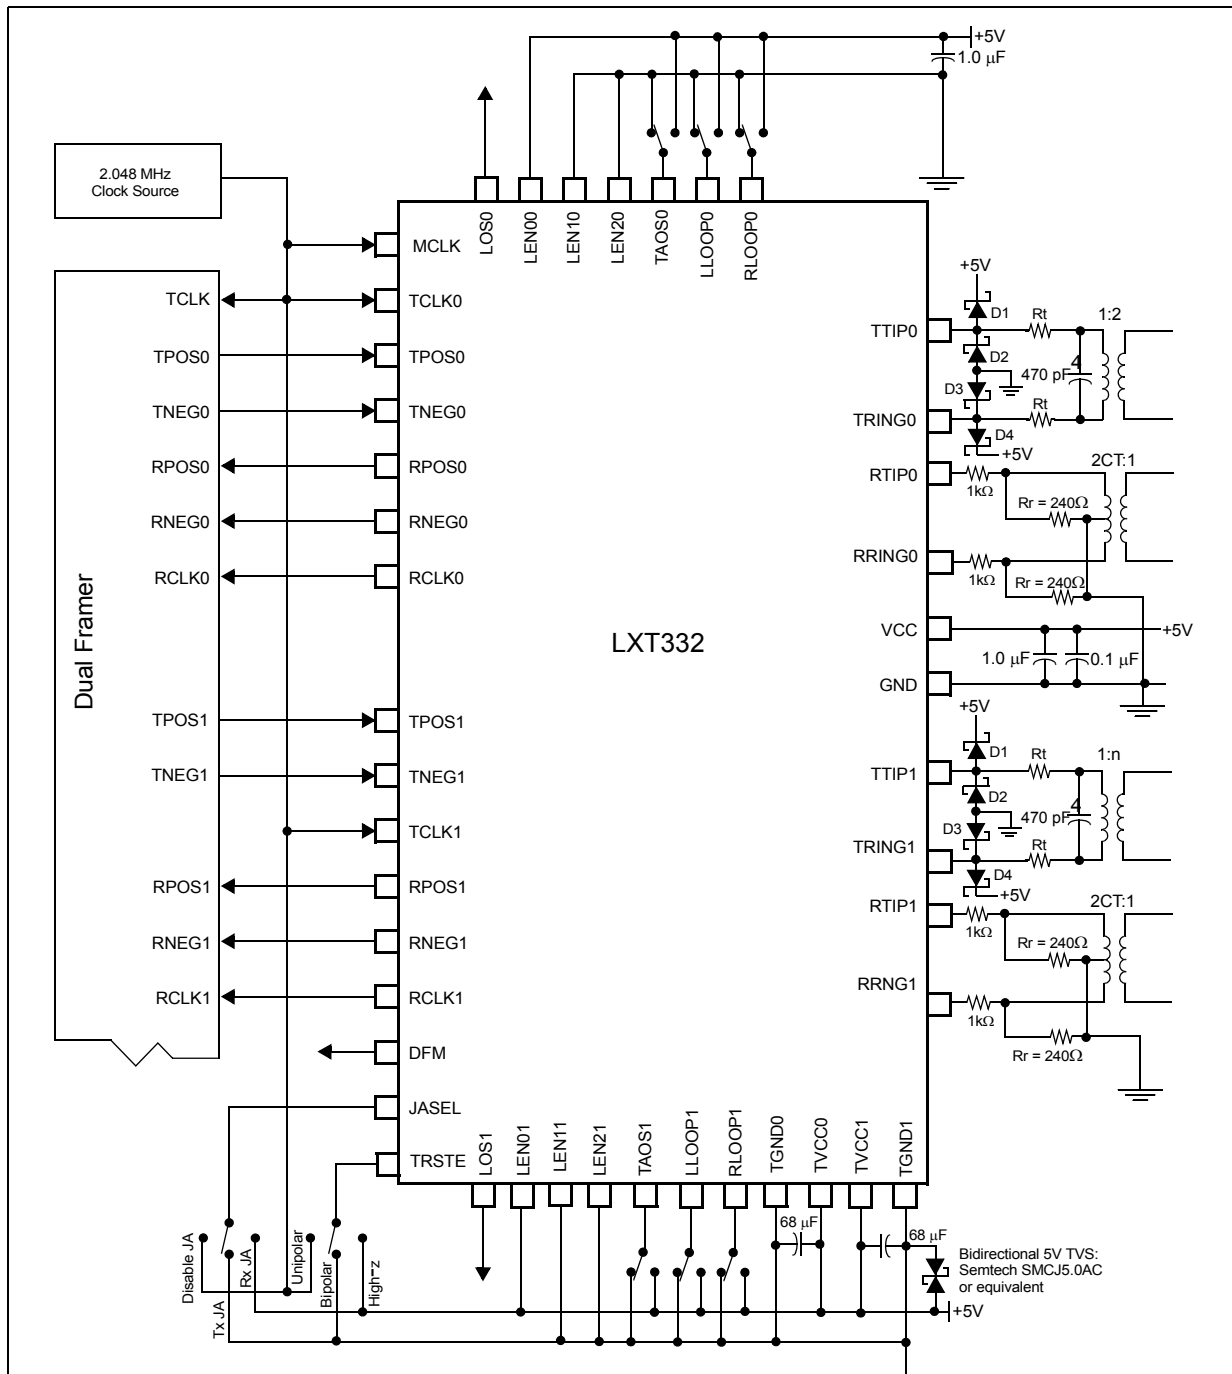 +5V
1.0 µF
2.048 MHz
Clock Source
LOS0
LEN00
LEN10
LEN20
TAOS0
LLOOP0
RLOOP0
MCLK
TCLK
TCLK0
TPOS0
TPOS0
TNEG0
TNEG0
RPOS0
RPOS0
RNEG0
RNEG0
RCLK0
RCLK0
Dual Framer
LXT332
TPOS1
TPOS1
TNEG1
TNEG1
TCLK1
RPOS1
RPOS1
RNEG1
RNEG1
RCLK1
RCLK1
DFM
JASEL
TRSTE
+5V
D1
Rt
1:2
TTIP0
D2
4
470 pF
D3
TRING0
Rt
D4
+5V
RTIP0
1kΩ
2CT:1
Rr = 240Ω
RRING0
1kΩ
Rr = 240Ω
VCC
+5V
1.0 µF
0.1 µF
GND
+5V
D1
Rt
1:n
TTIP1
D2
4
470 pF
D3
TRING1
Rt
D4
+5V
RTIP1
1kΩ
2CT:1
Rr = 240Ω
RRNG1
1kΩ
Rr = 240Ω
LOS1
LEN01
LEN11
LEN21
TAOS1
LLOOP1
RLOOP1
TGND0
TVCC0
TVCC1
TGND1
68 µF
68 µF
Disable JA
Tx JA
Rx JA
Unipolar
Bipolar
High-z
Bidirectional 5V TVS:
Semtech SMCJ5.0AC
or equivalent
+5V